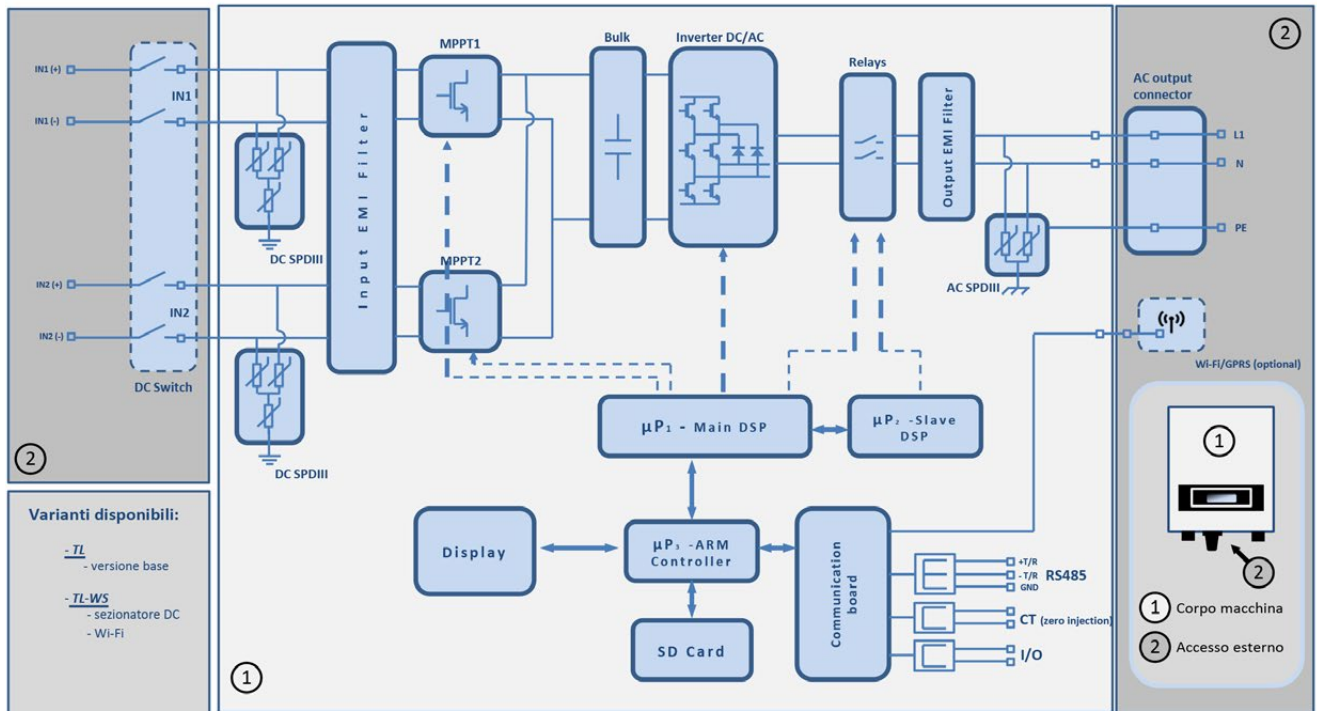 IN1 (+)
IN1 (-)
IN1
IN2 (+)
IN2 (-)
IN2
DC Switch
2
DC SPDIII
DC SPDIII
Input EMI Filter
MPPT1
MPPT2
Bulk
Inverter DC/AC
Relays
Output EMI Filter
AC SPDIII
2
AC output
connector
L1
N
PE
Wi-Fi/GPRS (optional)
µP1 - Main DSP
µP2 -Slave
DSP
Display
µP3 -ARM
Controller
SD Card
Communication
board
+T/R
- T/R
GND
RS485
CT (zero injection)
I/O
1
Varianti disponibili:
- TL
- versione base
- TL-WS
- sezionatore DC
- Wi-Fi
1
2
1 Corpo macchina
2 Accesso esterno